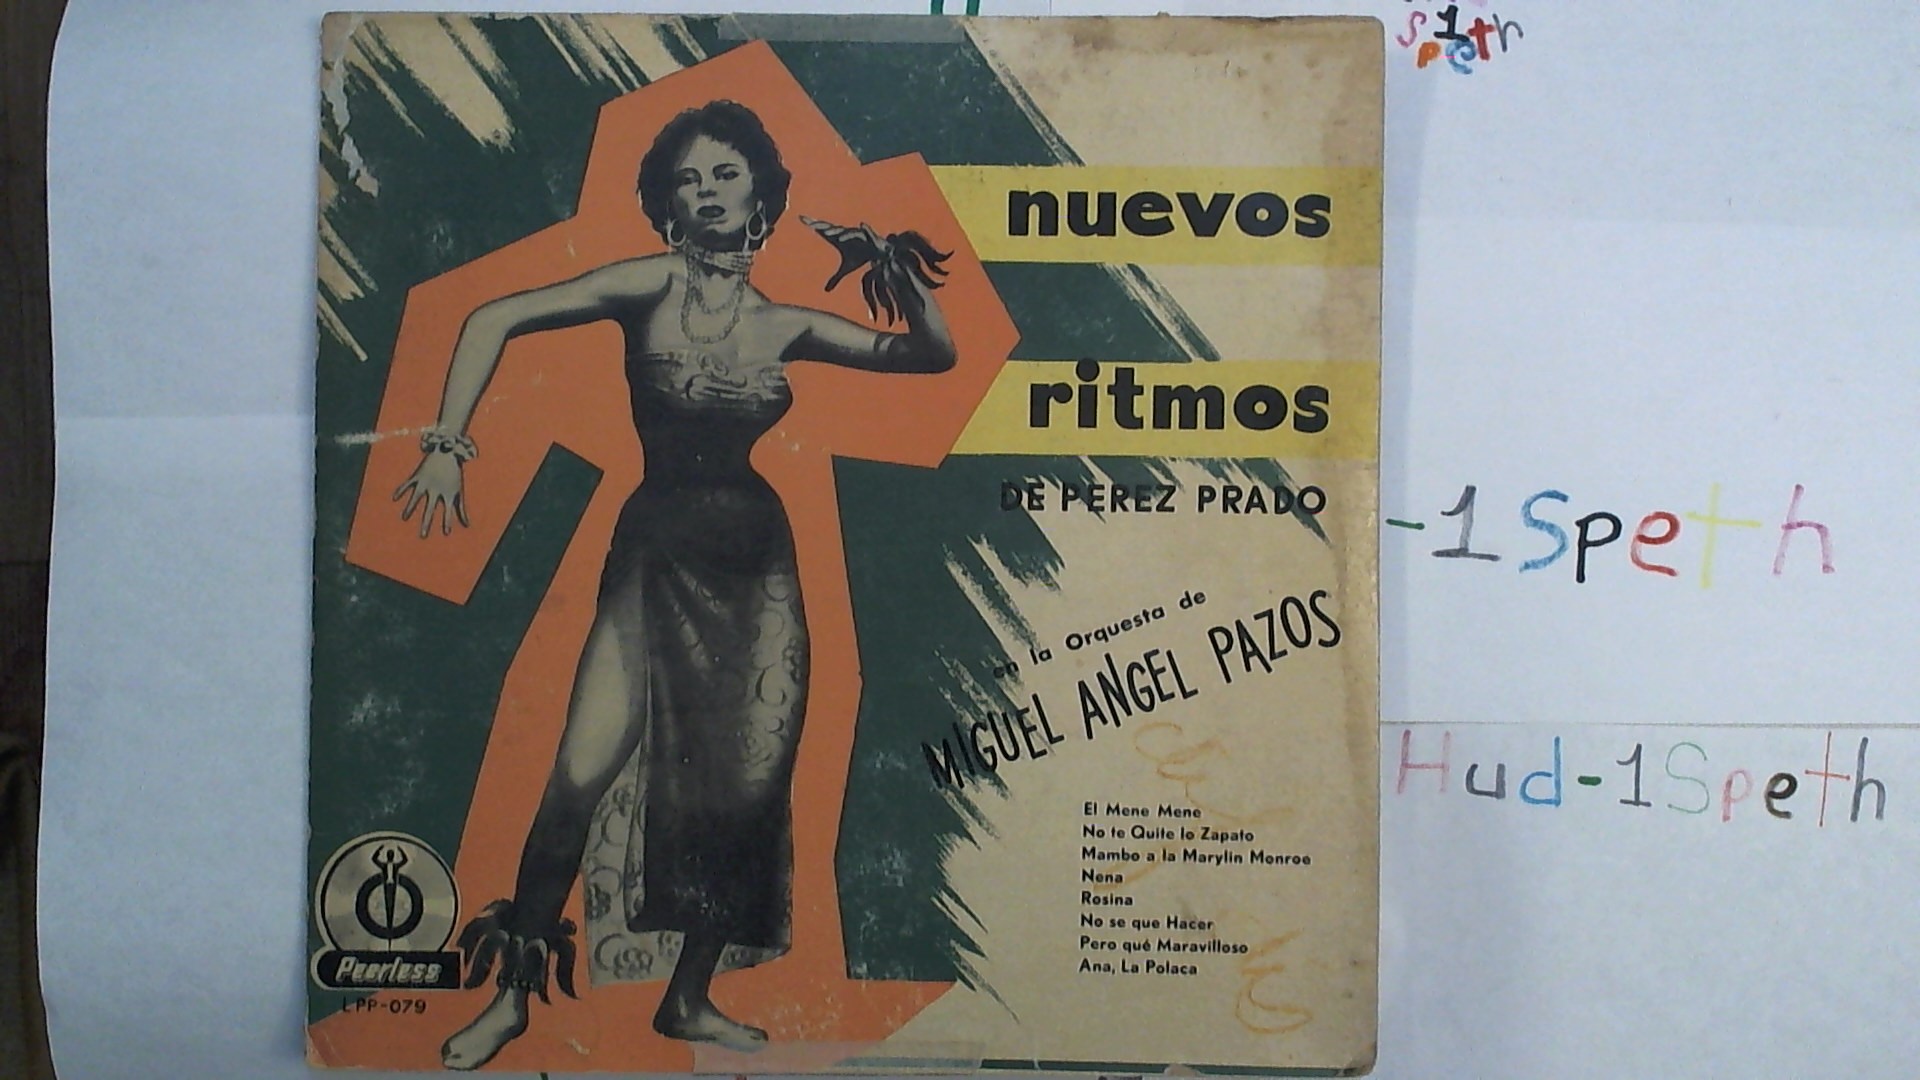 nuevos
ritmos
DE PEREZ PRADO
en la Orquesta de
MIGUEL ANGEL PAZOS
El Mene Mene
No te Quite lo Zapato
Mambo a la Marylin Monroe
Nena
Rosina
No se que Hacer
Pero qué Maravilloso
Ana, La Polaca
Peerless
LPP-079
s1th
peth
-1Speth
Hud-1Speth